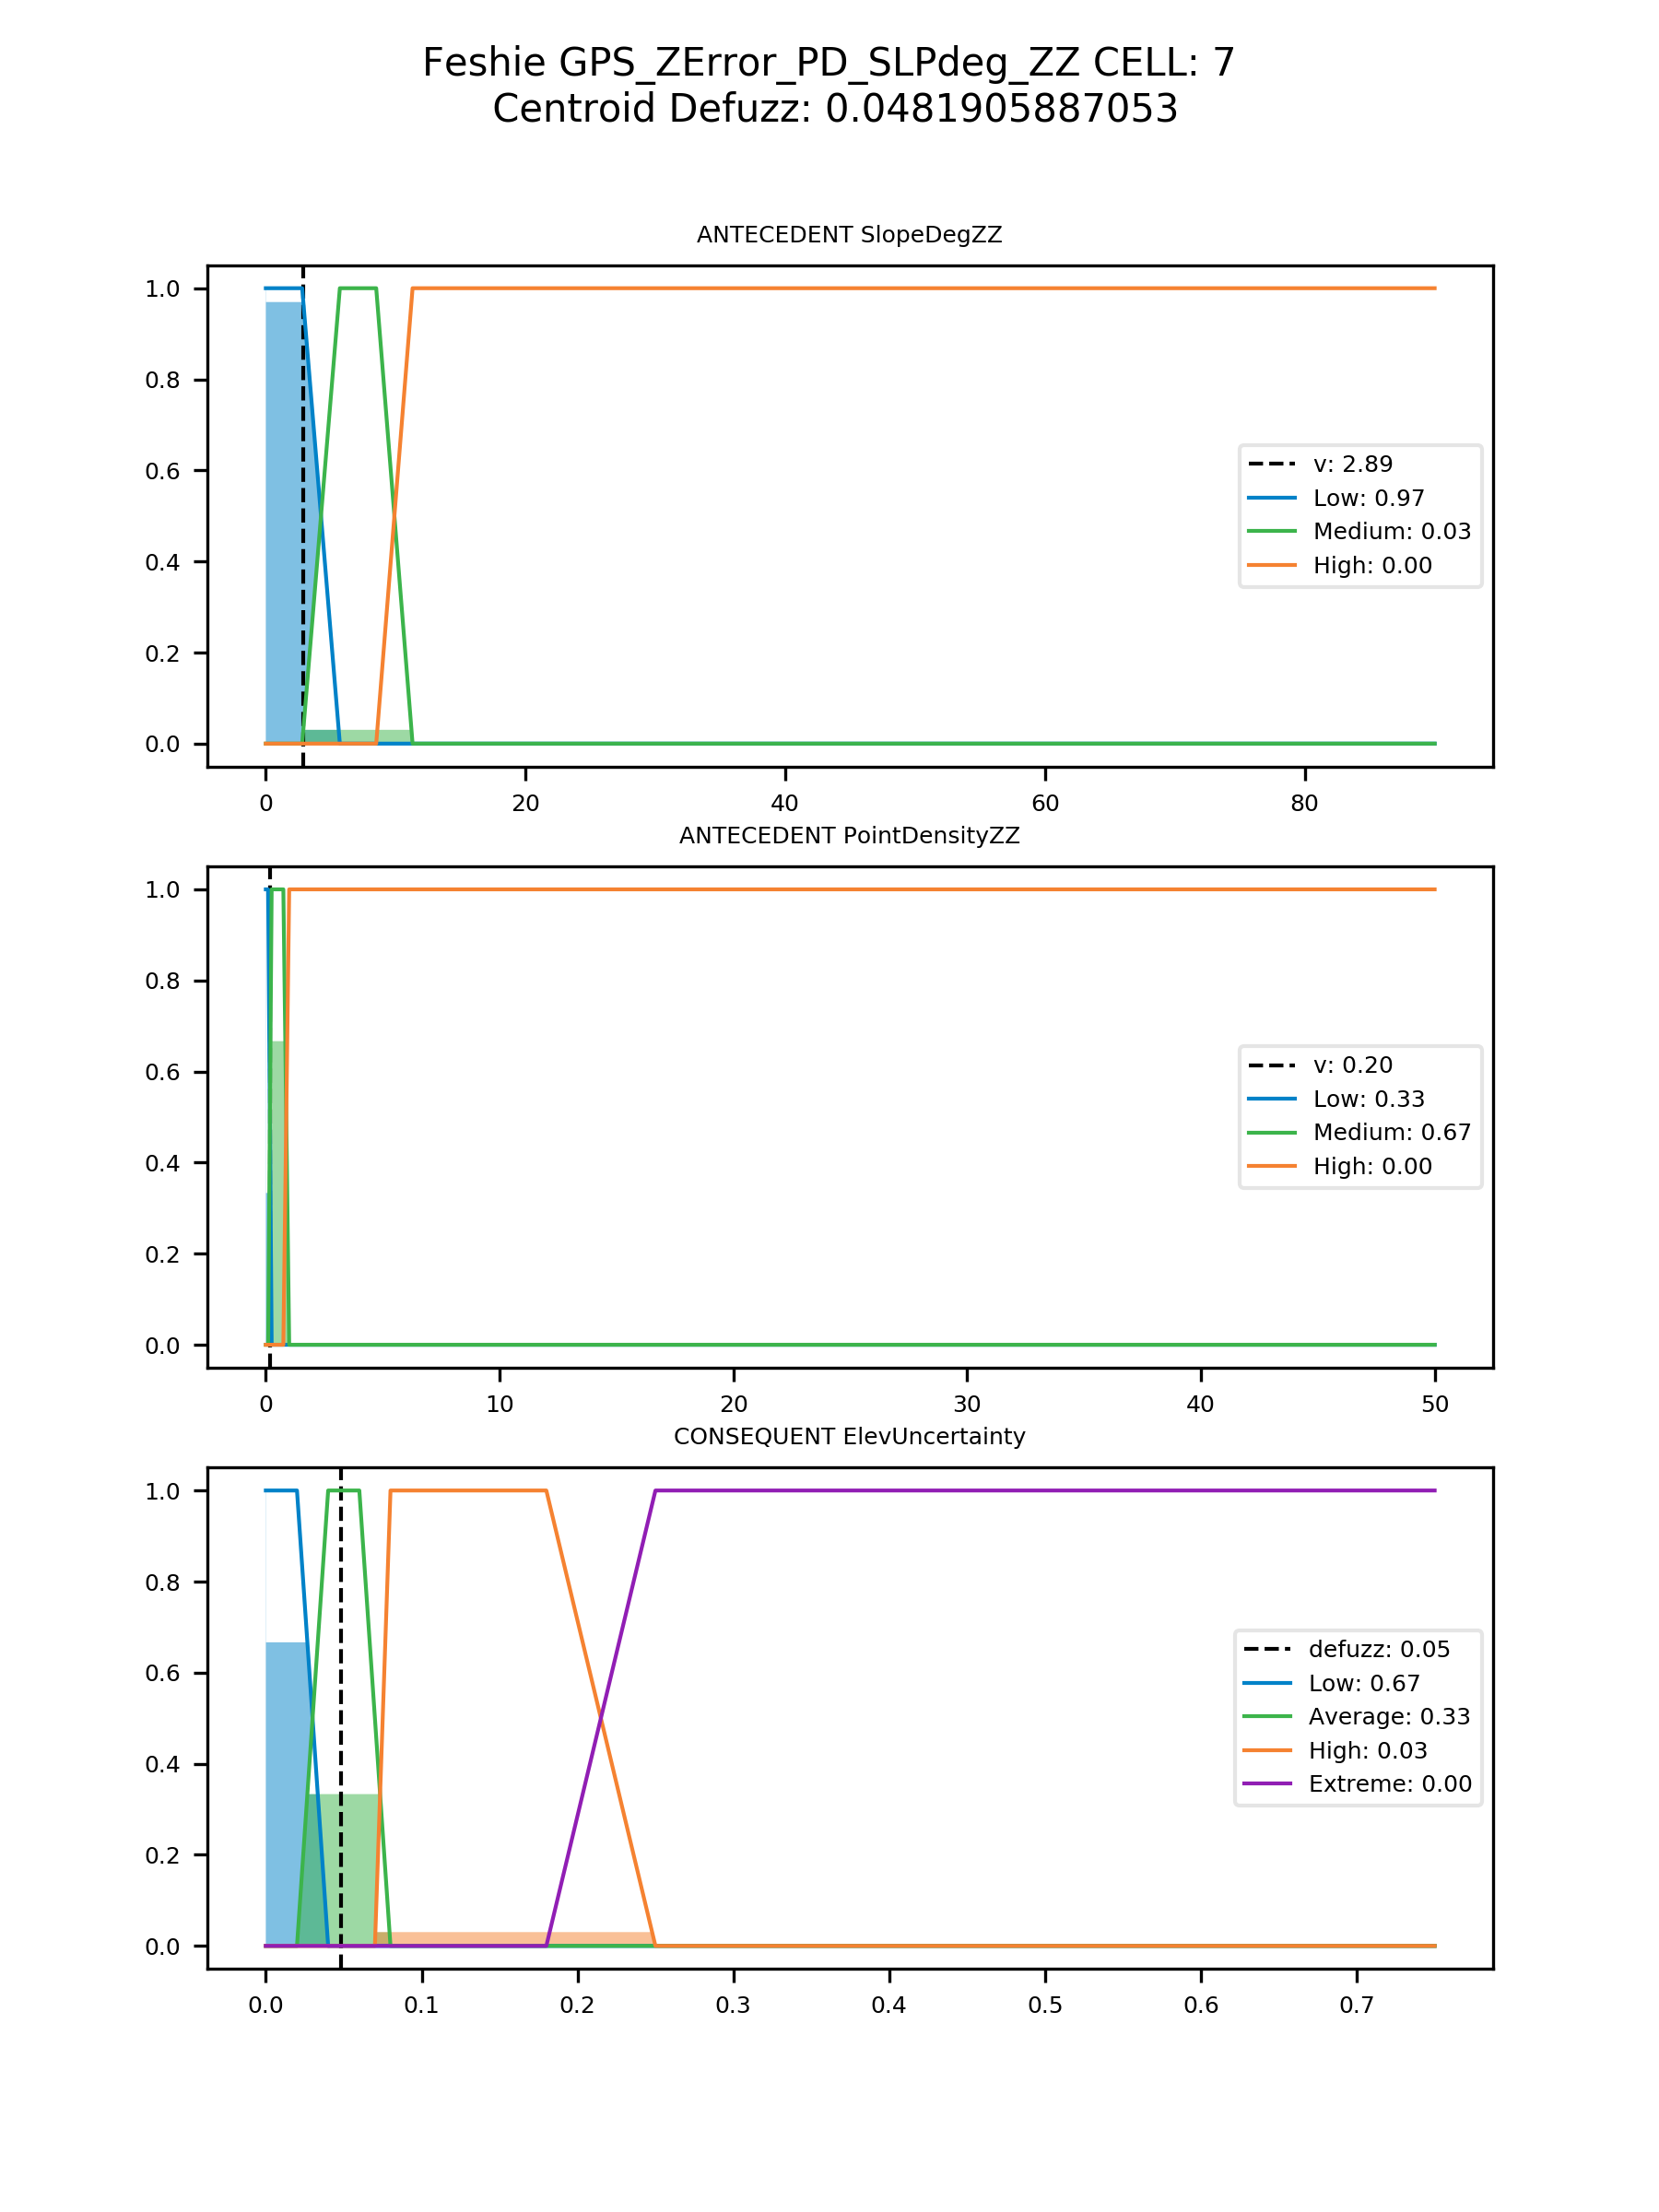 Feshie GPS_ZError_PD_SLPdeg_ZZ CELL: 7
Centroid Defuzz: 0.0481905887053
ANTECEDENT SlopeDegZZ
1.0
0.8
0.6
0.4
0.2
0.0
v: 2.89
Low: 0.97
Medium: 0.03
High: 0.00
0 20 40 60 80
ANTECEDENT PointDensityZZ
1.0
0.8
0.6
0.4
0.2
0.0
v: 0.20
Low: 0.33
Medium: 0.67
High: 0.00
0 10 20 30 40 50
CONSEQUENT ElevUncertainty
1.0
0.8
0.6
0.4
0.2
0.0
defuzz: 0.05
Low: 0.67
Average: 0.33
High: 0.03
Extreme: 0.00
0.0 0.1 0.2 0.3 0.4 0.5 0.6 0.7